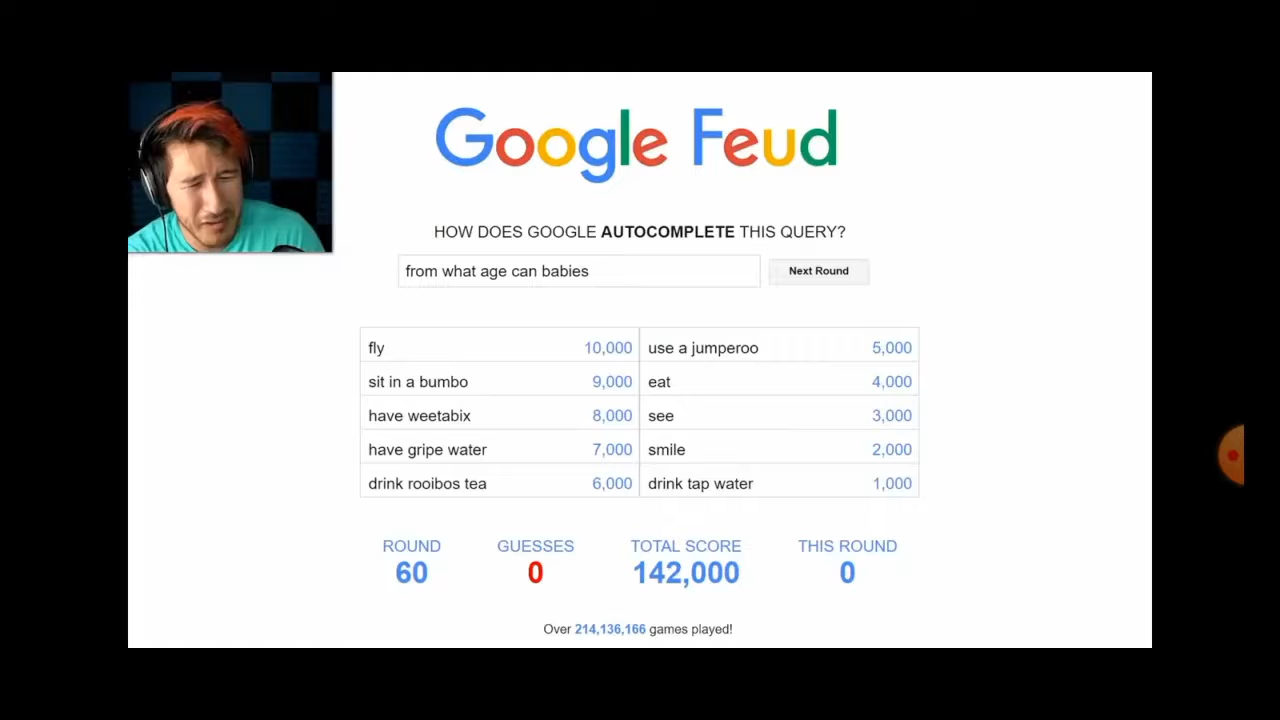 Google Feud
HOW DOES GOOGLE AUTOCOMPLETE THIS QUERY?
from what age can babies Next Round
fly 10,000 use a jumperoo 5,000
sit in a bumbo 9,000 eat 4,000
have weetabix 8,000 see 3,000
have gripe water 7,000 smile 2,000
drink rooibos tea 6,000 drink tap water 1,000
ROUND GUESSES TOTAL SCORE THIS ROUND
60 0 142,000 0
Over 214,136,166 games played!